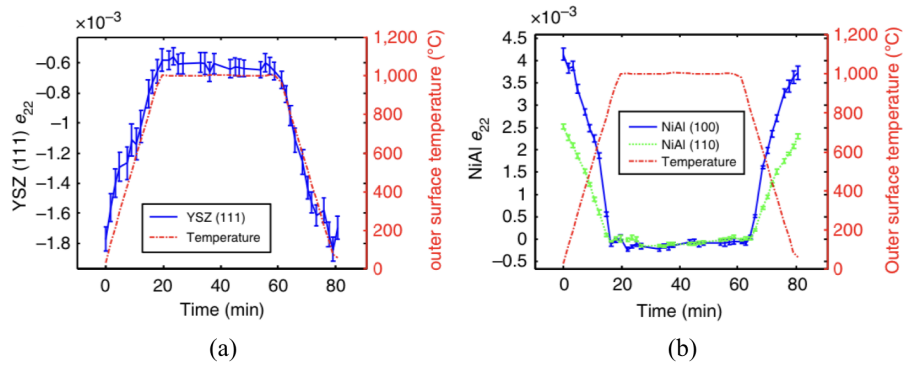 ×10⁻³
−0.6
−0.8
−1
−1.2
−1.4
−1.6
−1.8
YSZ (111) e₂₂
1,200
1,000
800
600
400
200
0
outer surface temperature (°C)
YSZ (111)
Temperature
0 20 40 60 80
Time (min)
(a)
×10⁻³
4.5
4
3.5
3
2.5
2
1.5
1
0.5
0
−0.5
NiAl e₂₂
1,200
1,000
800
600
400
200
0
Outer surface temperature (°C)
NiAl (100)
NiAl (110)
Temperature
0 20 40 60 80
Time (min)
(b)